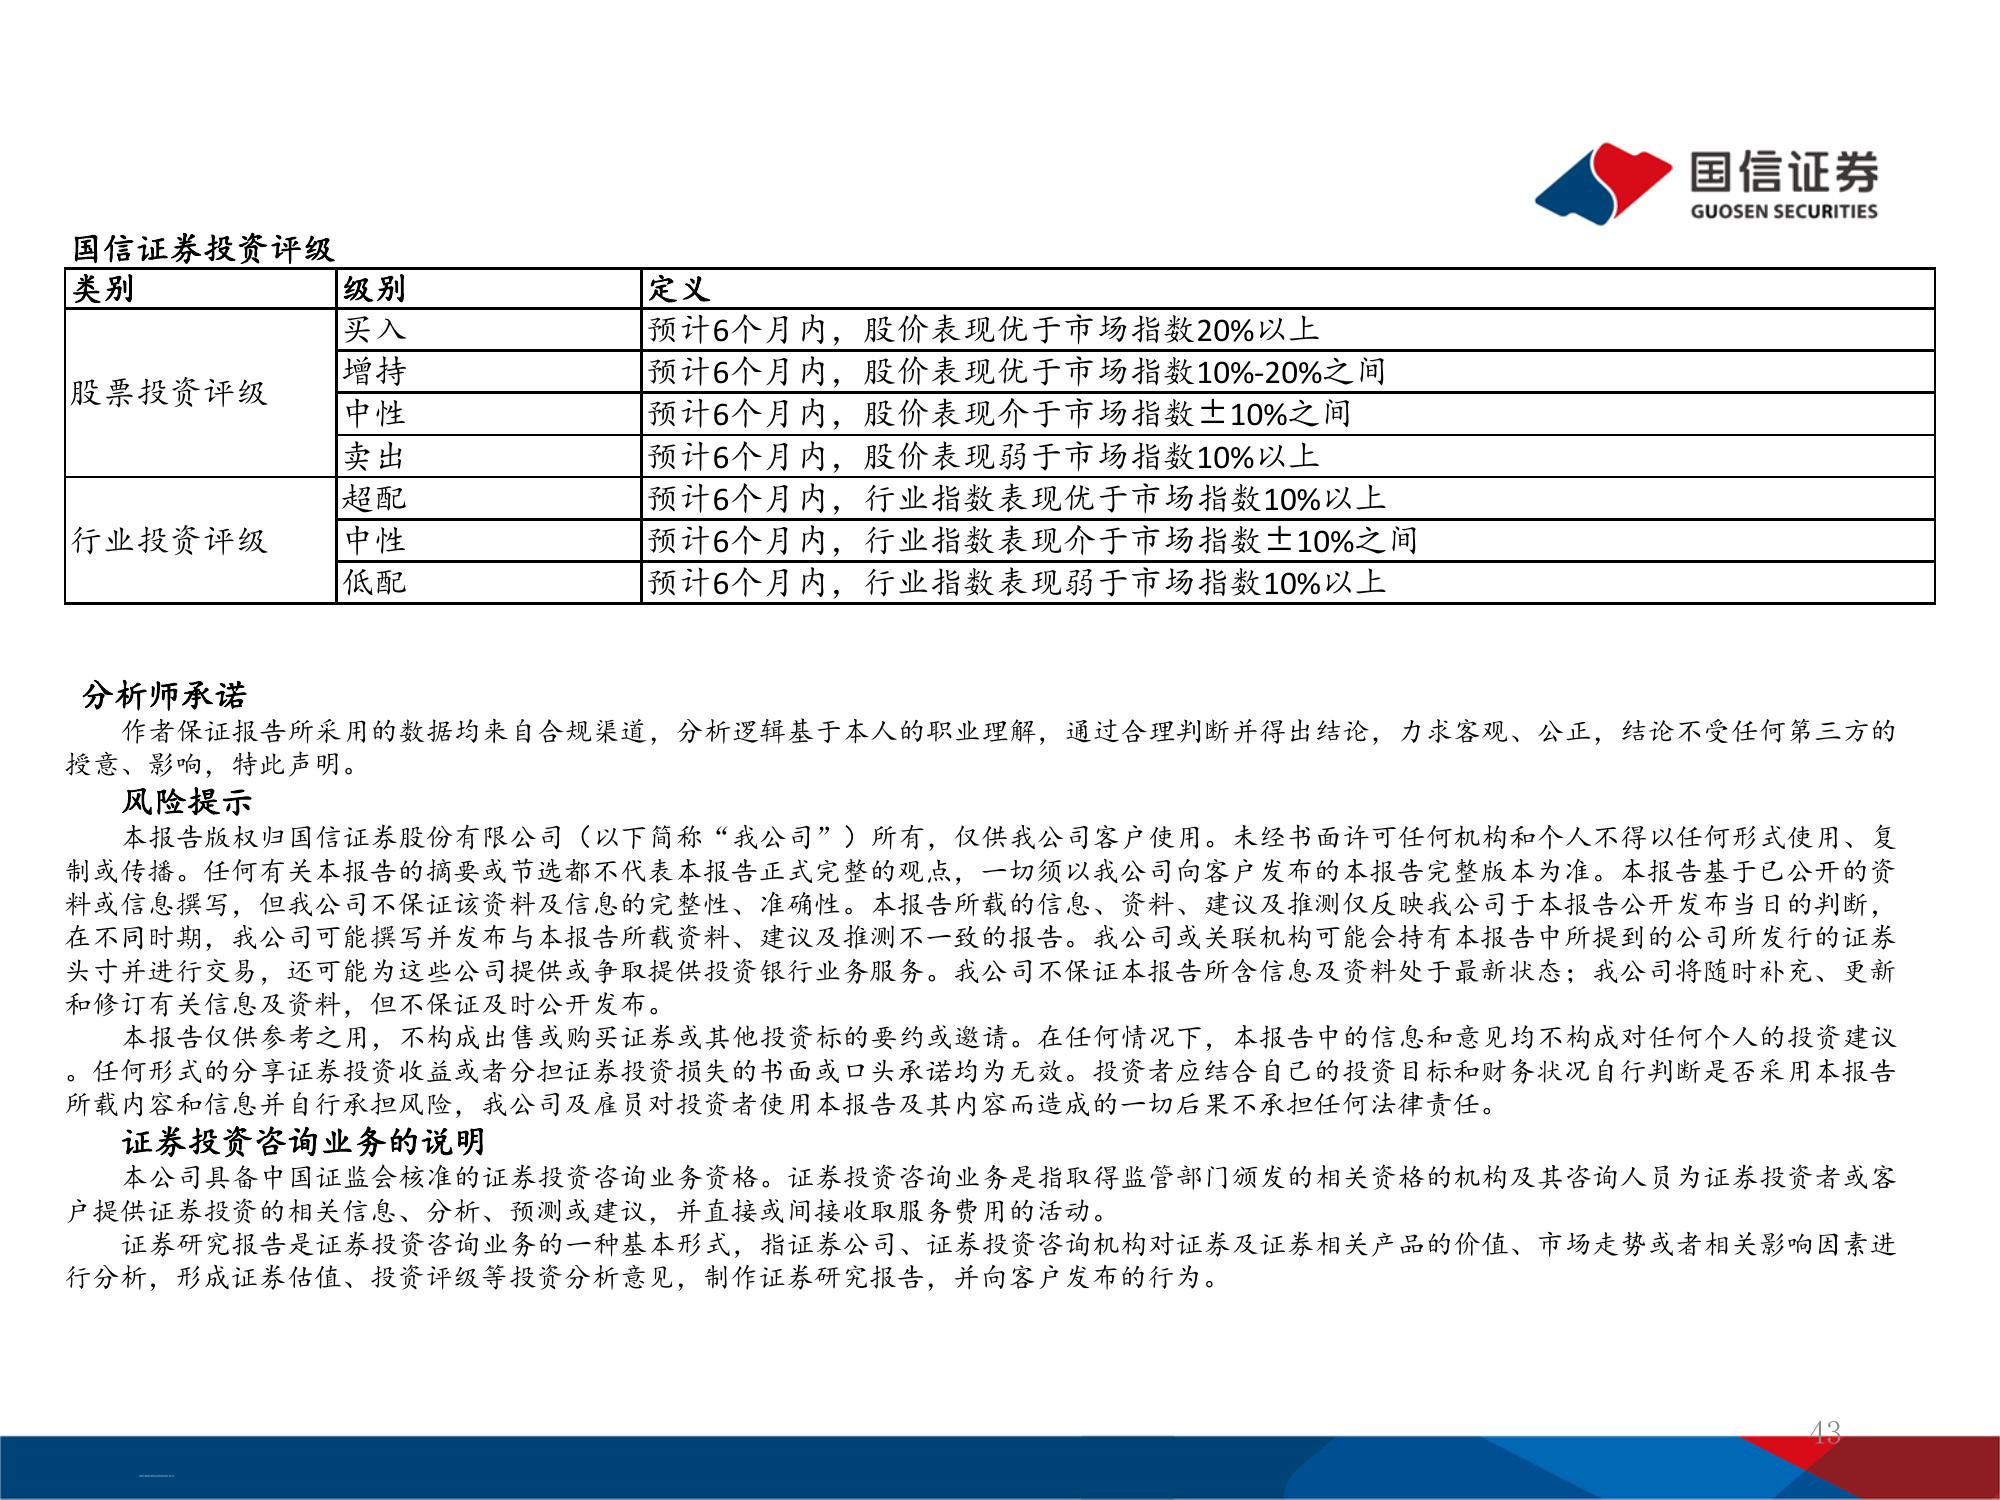 国信证券
GUOSEN SECURITIES
国信证券投资评级
类别 级别 定义
股票投资评级
买入 预计6个月内，股价表现优于市场指数20%以上
增持 预计6个月内，股价表现优于市场指数10%-20%之间
中性 预计6个月内，股价表现介于市场指数±10%之间
卖出 预计6个月内，股价表现弱于市场指数10%以上
行业投资评级
超配 预计6个月内，行业指数表现优于市场指数10%以上
中性 预计6个月内，行业指数表现介于市场指数±10%之间
低配 预计6个月内，行业指数表现弱于市场指数10%以上
分析师承诺
作者保证报告所采用的数据均来自合规渠道，分析逻辑基于本人的职业理解，通过合理判断并得出结论，力求客观、公正，结论不受任何第三方的
授意、影响，特此声明。
风险提示
本报告版权归国信证券股份有限公司（以下简称“我公司”）所有，仅供我公司客户使用。未经书面许可任何机构和个人不得以任何形式使用、复
制或传播。任何有关本报告的摘要或节选都不代表本报告正式完整的观点，一切须以我公司向客户发布的本报告完整版本为准。本报告基于已公开的资
料或信息撰写，但我公司不保证该资料及信息的完整性、准确性。本报告所载的信息、资料、建议及推测仅反映我公司于本报告公开发布当日的判断，
在不同时期，我公司可能撰写并发布与本报告所载资料、建议及推测不一致的报告。我公司或关联机构可能会持有本报告中所提到的公司所发行的证券
头寸并进行交易，还可能为这些公司提供或争取提供投资银行业务服务。我公司不保证本报告所含信息及资料处于最新状态；我公司将随时补充、更新
和修订有关信息及资料，但不保证及时公开发布。
本报告仅供参考之用，不构成出售或购买证券或其他投资标的要约或邀请。在任何情况下，本报告中的信息和意见均不构成对任何个人的投资建议
。任何形式的分享证券投资收益或者分担证券投资损失的书面或口头承诺均为无效。投资者应结合自己的投资目标和财务状况自行判断是否采用本报告
所载内容和信息并自行承担风险，我公司及雇员对投资者使用本报告及其内容而造成的一切后果不承担任何法律责任。
证券投资咨询业务的说明
本公司具备中国证监会核准的证券投资咨询业务资格。证券投资咨询业务是指取得监管部门颁发的相关资格的机构及其咨询人员为证券投资者或客
户提供证券投资的相关信息、分析、预测或建议，并直接或间接收取服务费用的活动。
证券研究报告是证券投资咨询业务的一种基本形式，指证券公司、证券投资咨询机构对证券及证券相关产品的价值、市场走势或者相关影响因素进
行分析，形成证券估值、投资评级等投资分析意见，制作证券研究报告，并向客户发布的行为。
43